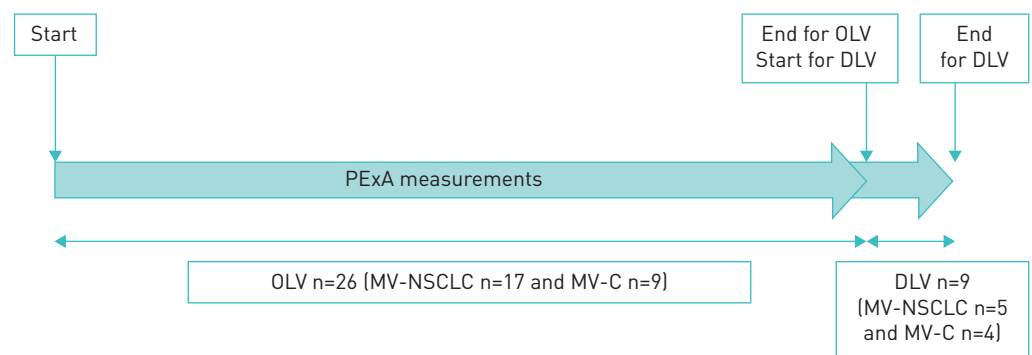 Start
End for OLV
Start for DLV
End
for DLV
PExA measurements
OLV n=26 (MV-NSCLC n=17 and MV-C n=9)
DLV n=9
(MV-NSCLC n=5
and MV-C n=4)